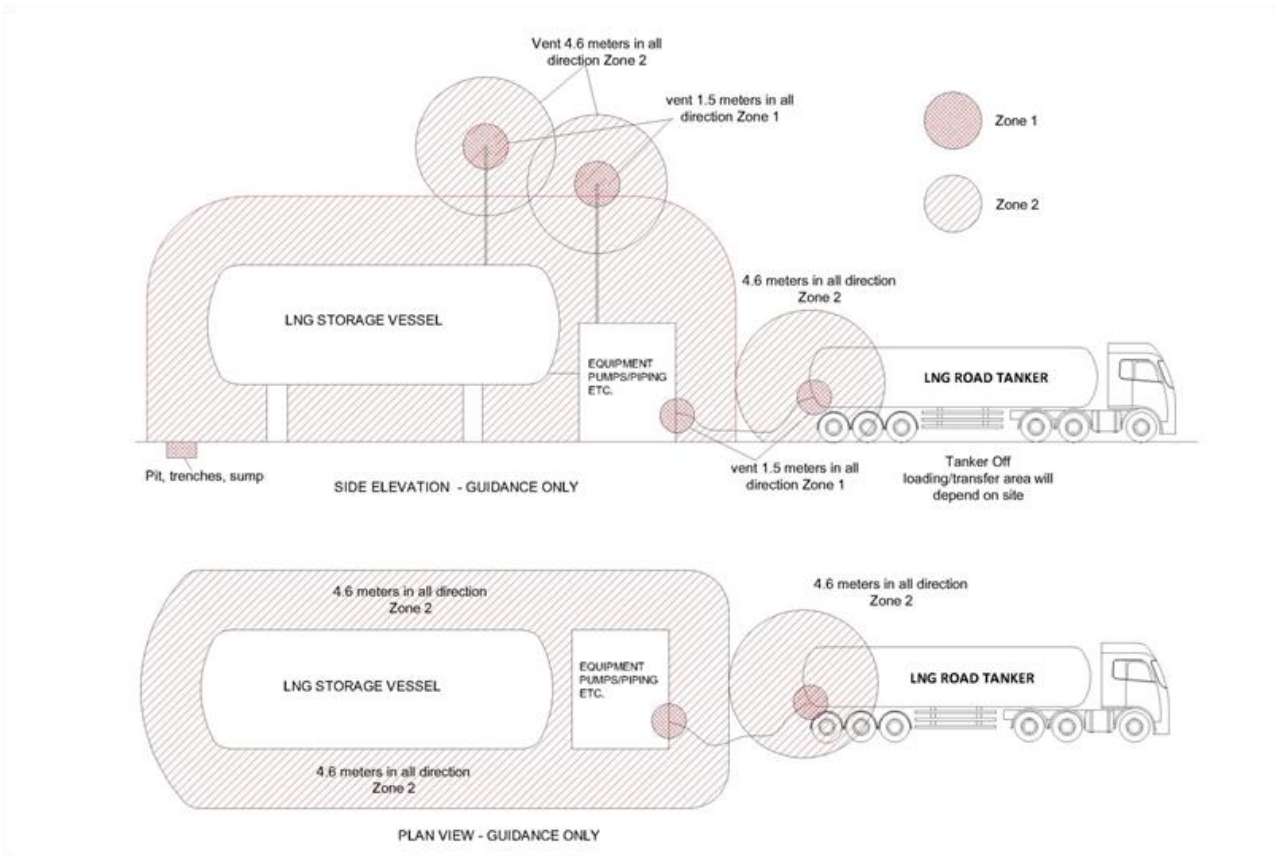 Vent 4.6 meters in all
direction Zone 2
vent 1.5 meters in all
direction Zone 1
Zone 1
Zone 2
4.6 meters in all direction
Zone 2
LNG STORAGE VESSEL
EQUIPMENT
PUMPS/PIPING
ETC.
LNG ROAD TANKER
Pit, trenches, sump
SIDE ELEVATION - GUIDANCE ONLY
vent 1.5 meters in all
direction Zone 1
Tanker Off
loading/transfer area will
depend on site
4.6 meters in all direction
Zone 2
4.6 meters in all direction
Zone 2
LNG STORAGE VESSEL
EQUIPMENT
PUMPS/PIPING
ETC.
LNG ROAD TANKER
4.6 meters in all direction
Zone 2
PLAN VIEW - GUIDANCE ONLY